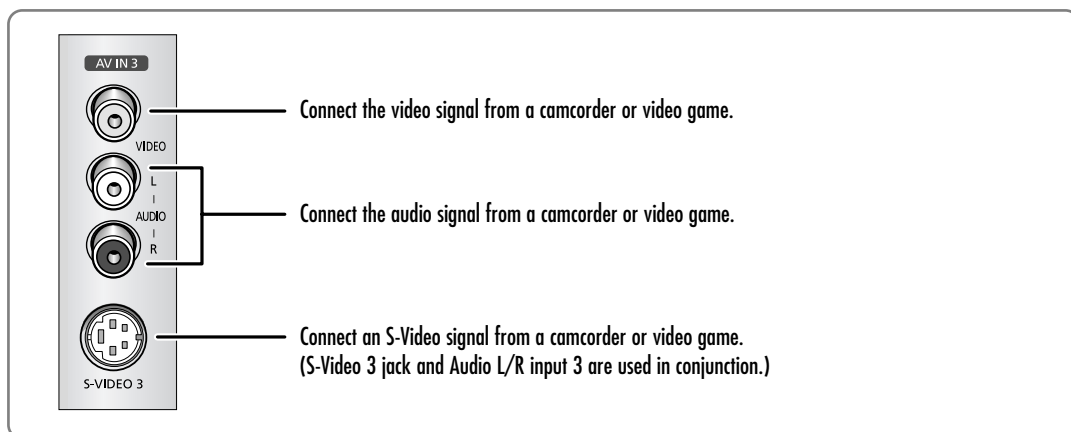 AV IN 3
Connect the video signal from a camcorder or video game.
VIDEO
L
AUDIO
R
Connect the audio signal from a camcorder or video game.
Connect an S-Video signal from a camcorder or video game.
(S-Video 3 jack and Audio L/R input 3 are used in conjunction.)
S-VIDEO 3